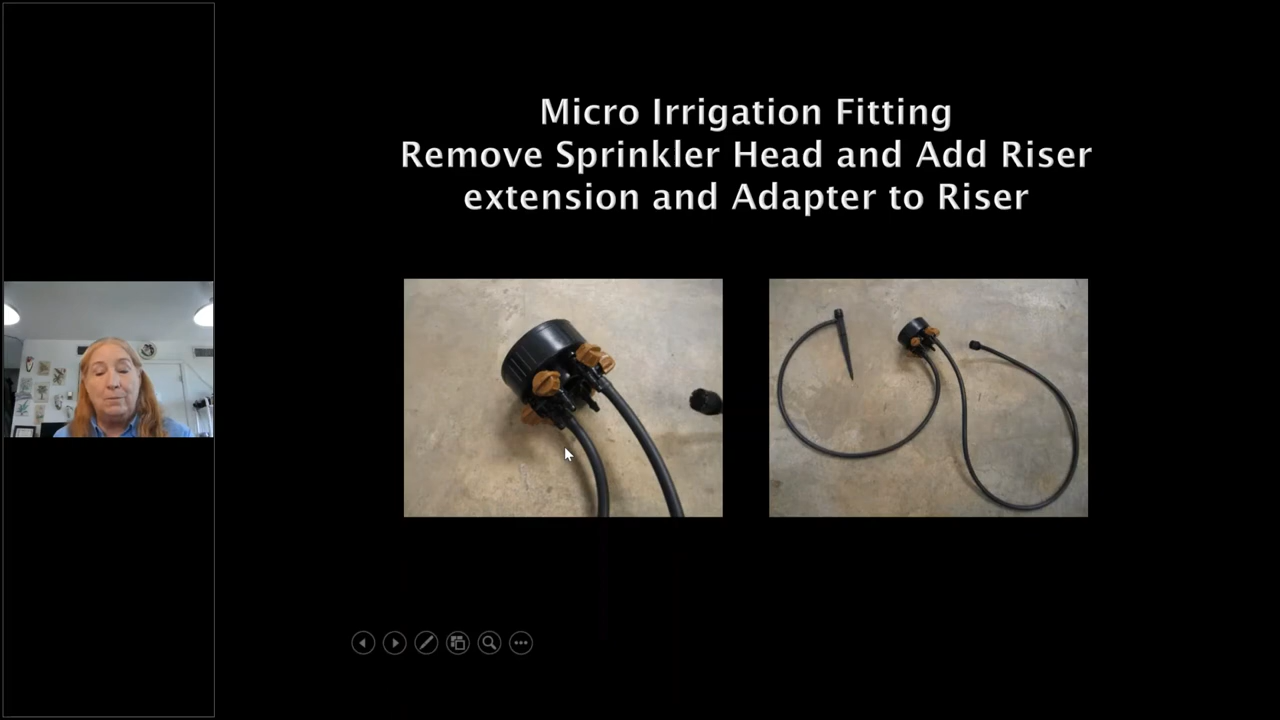 Micro Irrigation Fitting
Remove Sprinkler Head and Add Riser
extension and Adapter to Riser